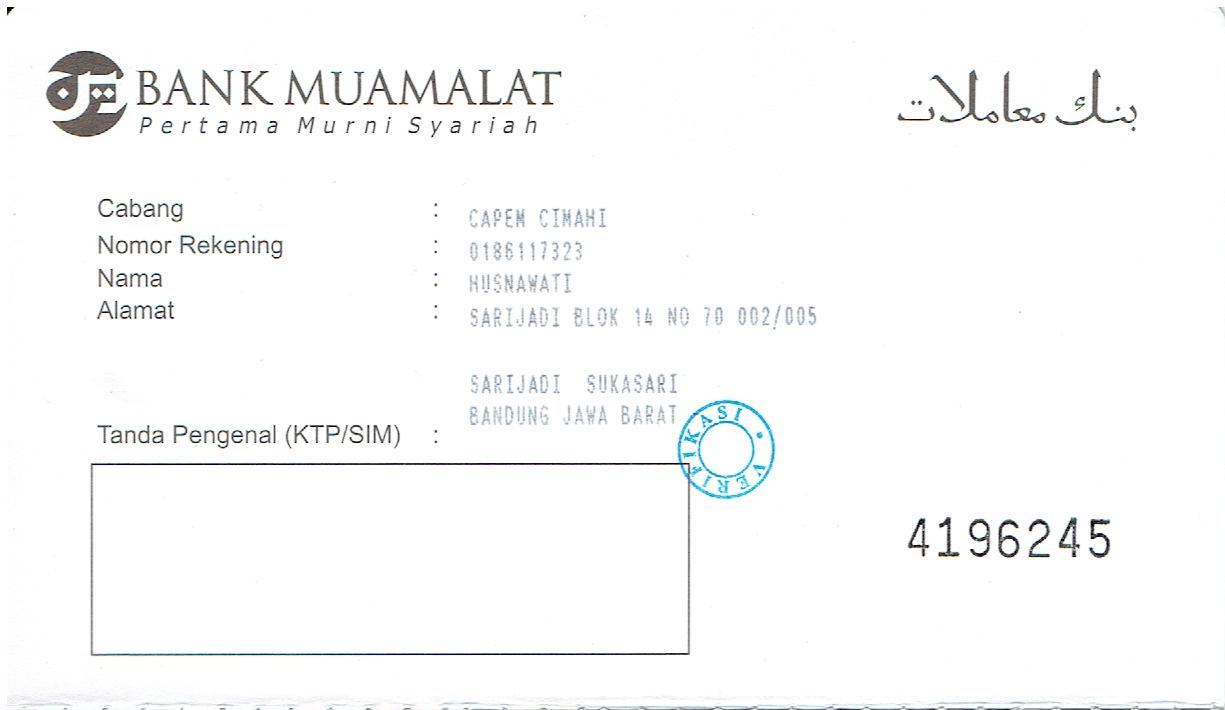 BANK MUAMALAT
Pertama Murni Syariah
بنك معاملات
Cabang : CAPEM CIMAHI
Nomor Rekening : 0186117323
Nama : HUSNAWATI
Alamat : SARIJADI BLOK 14 NO 70 002/005
SARIJADI SUKASARI
BANDUNG JAWA BARAT
Tanda Pengenal (KTP/SIM) :
VERIFIKASI
4196245